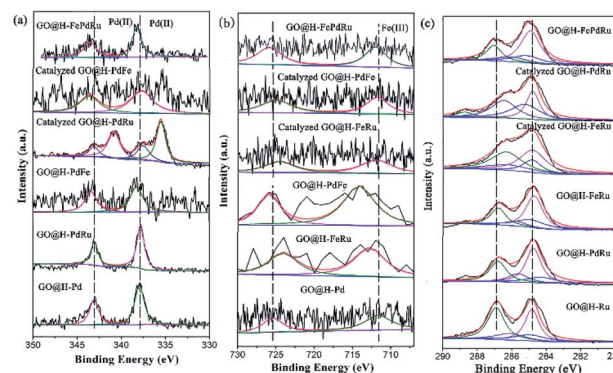 (a)
Pd(II)
Pd(II)
GO@H-FePdRu
Catalyzed GO@H-PdFe
Catalyzed GO@H-PdRu
GO@H-PdFe
GO@H-PdRu
GO@H-Pd
Intensity (a.u.)
350 345 340 335 330
Binding Energy (eV)
(b)
GO@H-FePdRu
Fe(III)
Catalyzed GO@H-PdFe
Catalyzed GO@H-FeRu
GO@H-PdFe
GO@H-FeRu
GO@H-Pd
Intensity (a.u.)
730 725 720 715 710
Binding Energy (eV)
(c)
GO@H-FePdRu
Catalyzed GO@H-PdRu
Catalyzed GO@H-FeRu
GO@H-FeRu
GO@H-PdRu
GO@H-Ru
Intensity (a.u.)
290 288 286 284 282
Binding Energy (eV)